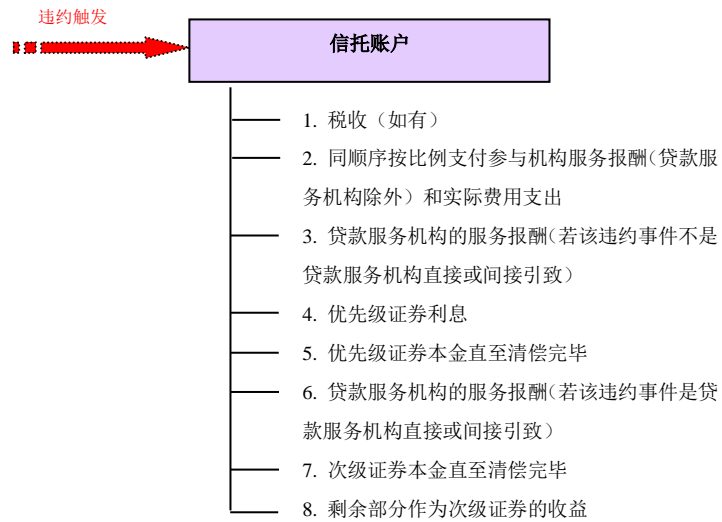 违约触发
信托账户
1. 税收（如有）
2. 同顺序按比例支付参与机构服务报酬（贷款服
务机构除外）和实际费用支出
3. 贷款服务机构的服务报酬（若该违约事件不是
贷款服务机构直接或间接引致）
4. 优先级证券利息
5. 优先级证券本金直至清偿完毕
6. 贷款服务机构的服务报酬（若该违约事件是贷
款服务机构直接或间接引致）
7. 次级证券本金直至清偿完毕
8. 剩余部分作为次级证券的收益